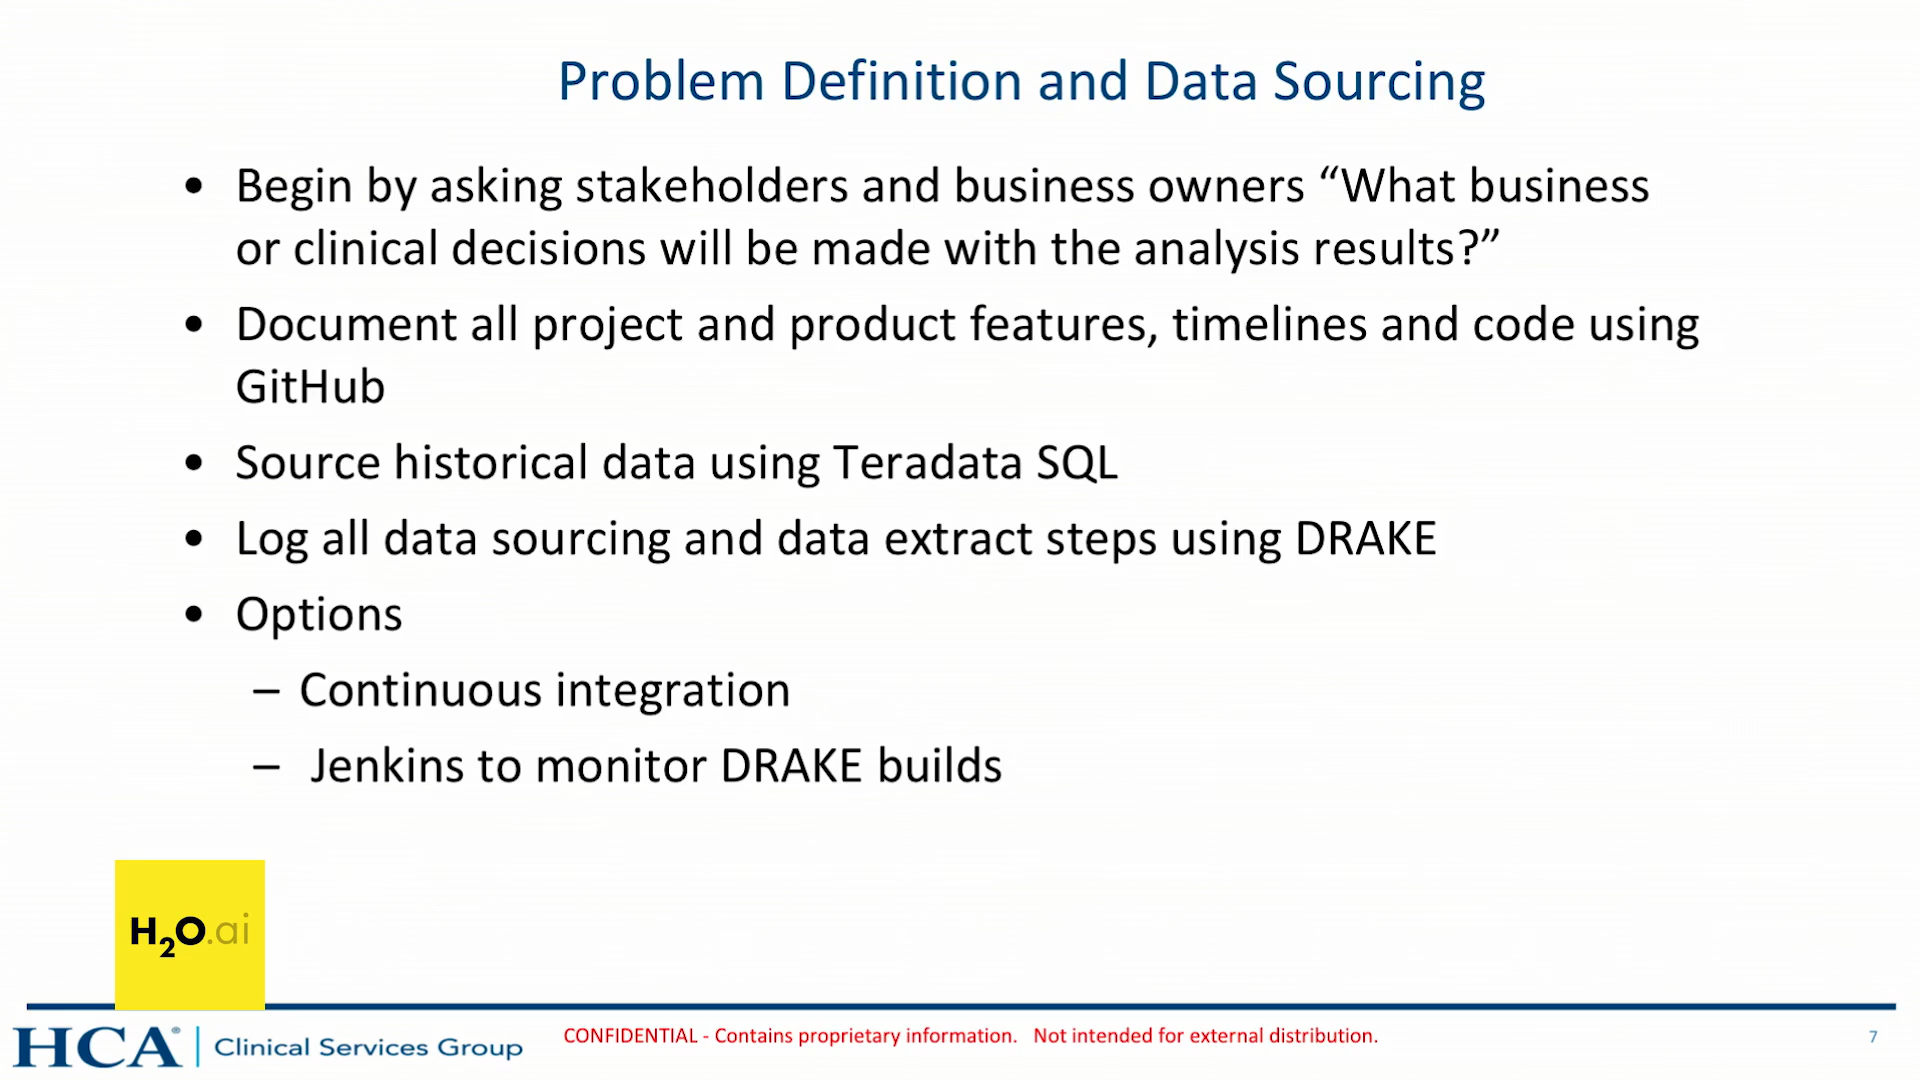 Problem Definition and Data Sourcing
• Begin by asking stakeholders and business owners “What business
or clinical decisions will be made with the analysis results?”
• Document all project and product features, timelines and code using
GitHub
• Source historical data using Teradata SQL
• Log all data sourcing and data extract steps using DRAKE
• Options
– Continuous integration
– Jenkins to monitor DRAKE builds
H2O.ai
HCA® | Clinical Services Group
CONFIDENTIAL - Contains proprietary information. Not intended for external distribution.
7